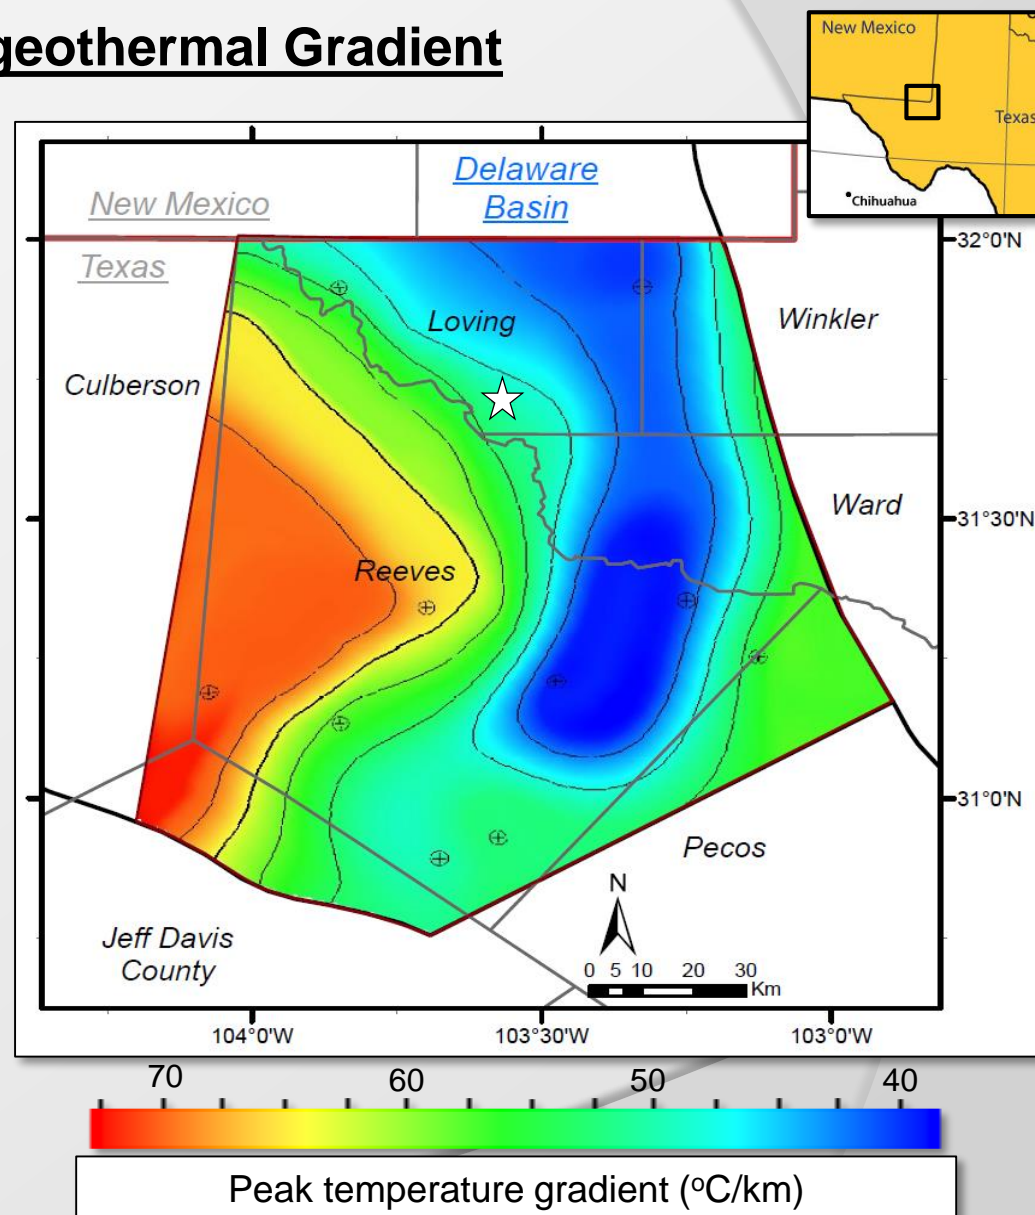 geothermal Gradient
New Mexico
Texas
Chihuahua
Delaware
Basin
New Mexico
Texas
32°0'N
Loving
Winkler
Culberson
Ward
31°30'N
Reeves
31°0'N
Pecos
N
Jeff Davis
County
0 5 10 20 30
Km
104°0'W 103°30'W 103°0'W
70 60 50 40
Peak temperature gradient (°C/km)